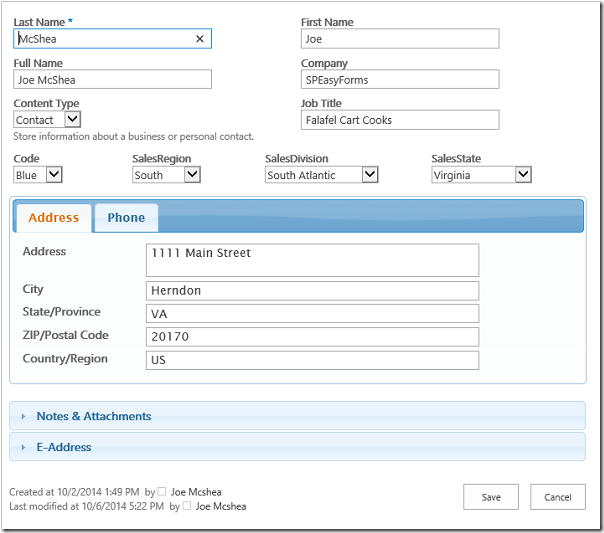 Last Name * First Name
McShea ✕ Joe
Full Name Company
Joe McShea SPEasyForms
Content Type Job Title
Contact Falafel Cart Cooks
Store information about a business or personal contact.
Code SalesRegion SalesDivision SalesState
Blue South South Atlantic Virginia
Address Phone
Address 1111 Main Street
City Herndon
State/Province VA
ZIP/Postal Code 20170
Country/Region US
Notes & Attachments
E-Address
Created at 10/2/2014 1:49 PM by Joe Mcshea
Last modified at 10/6/2014 5:22 PM by Joe Mcshea
Save Cancel